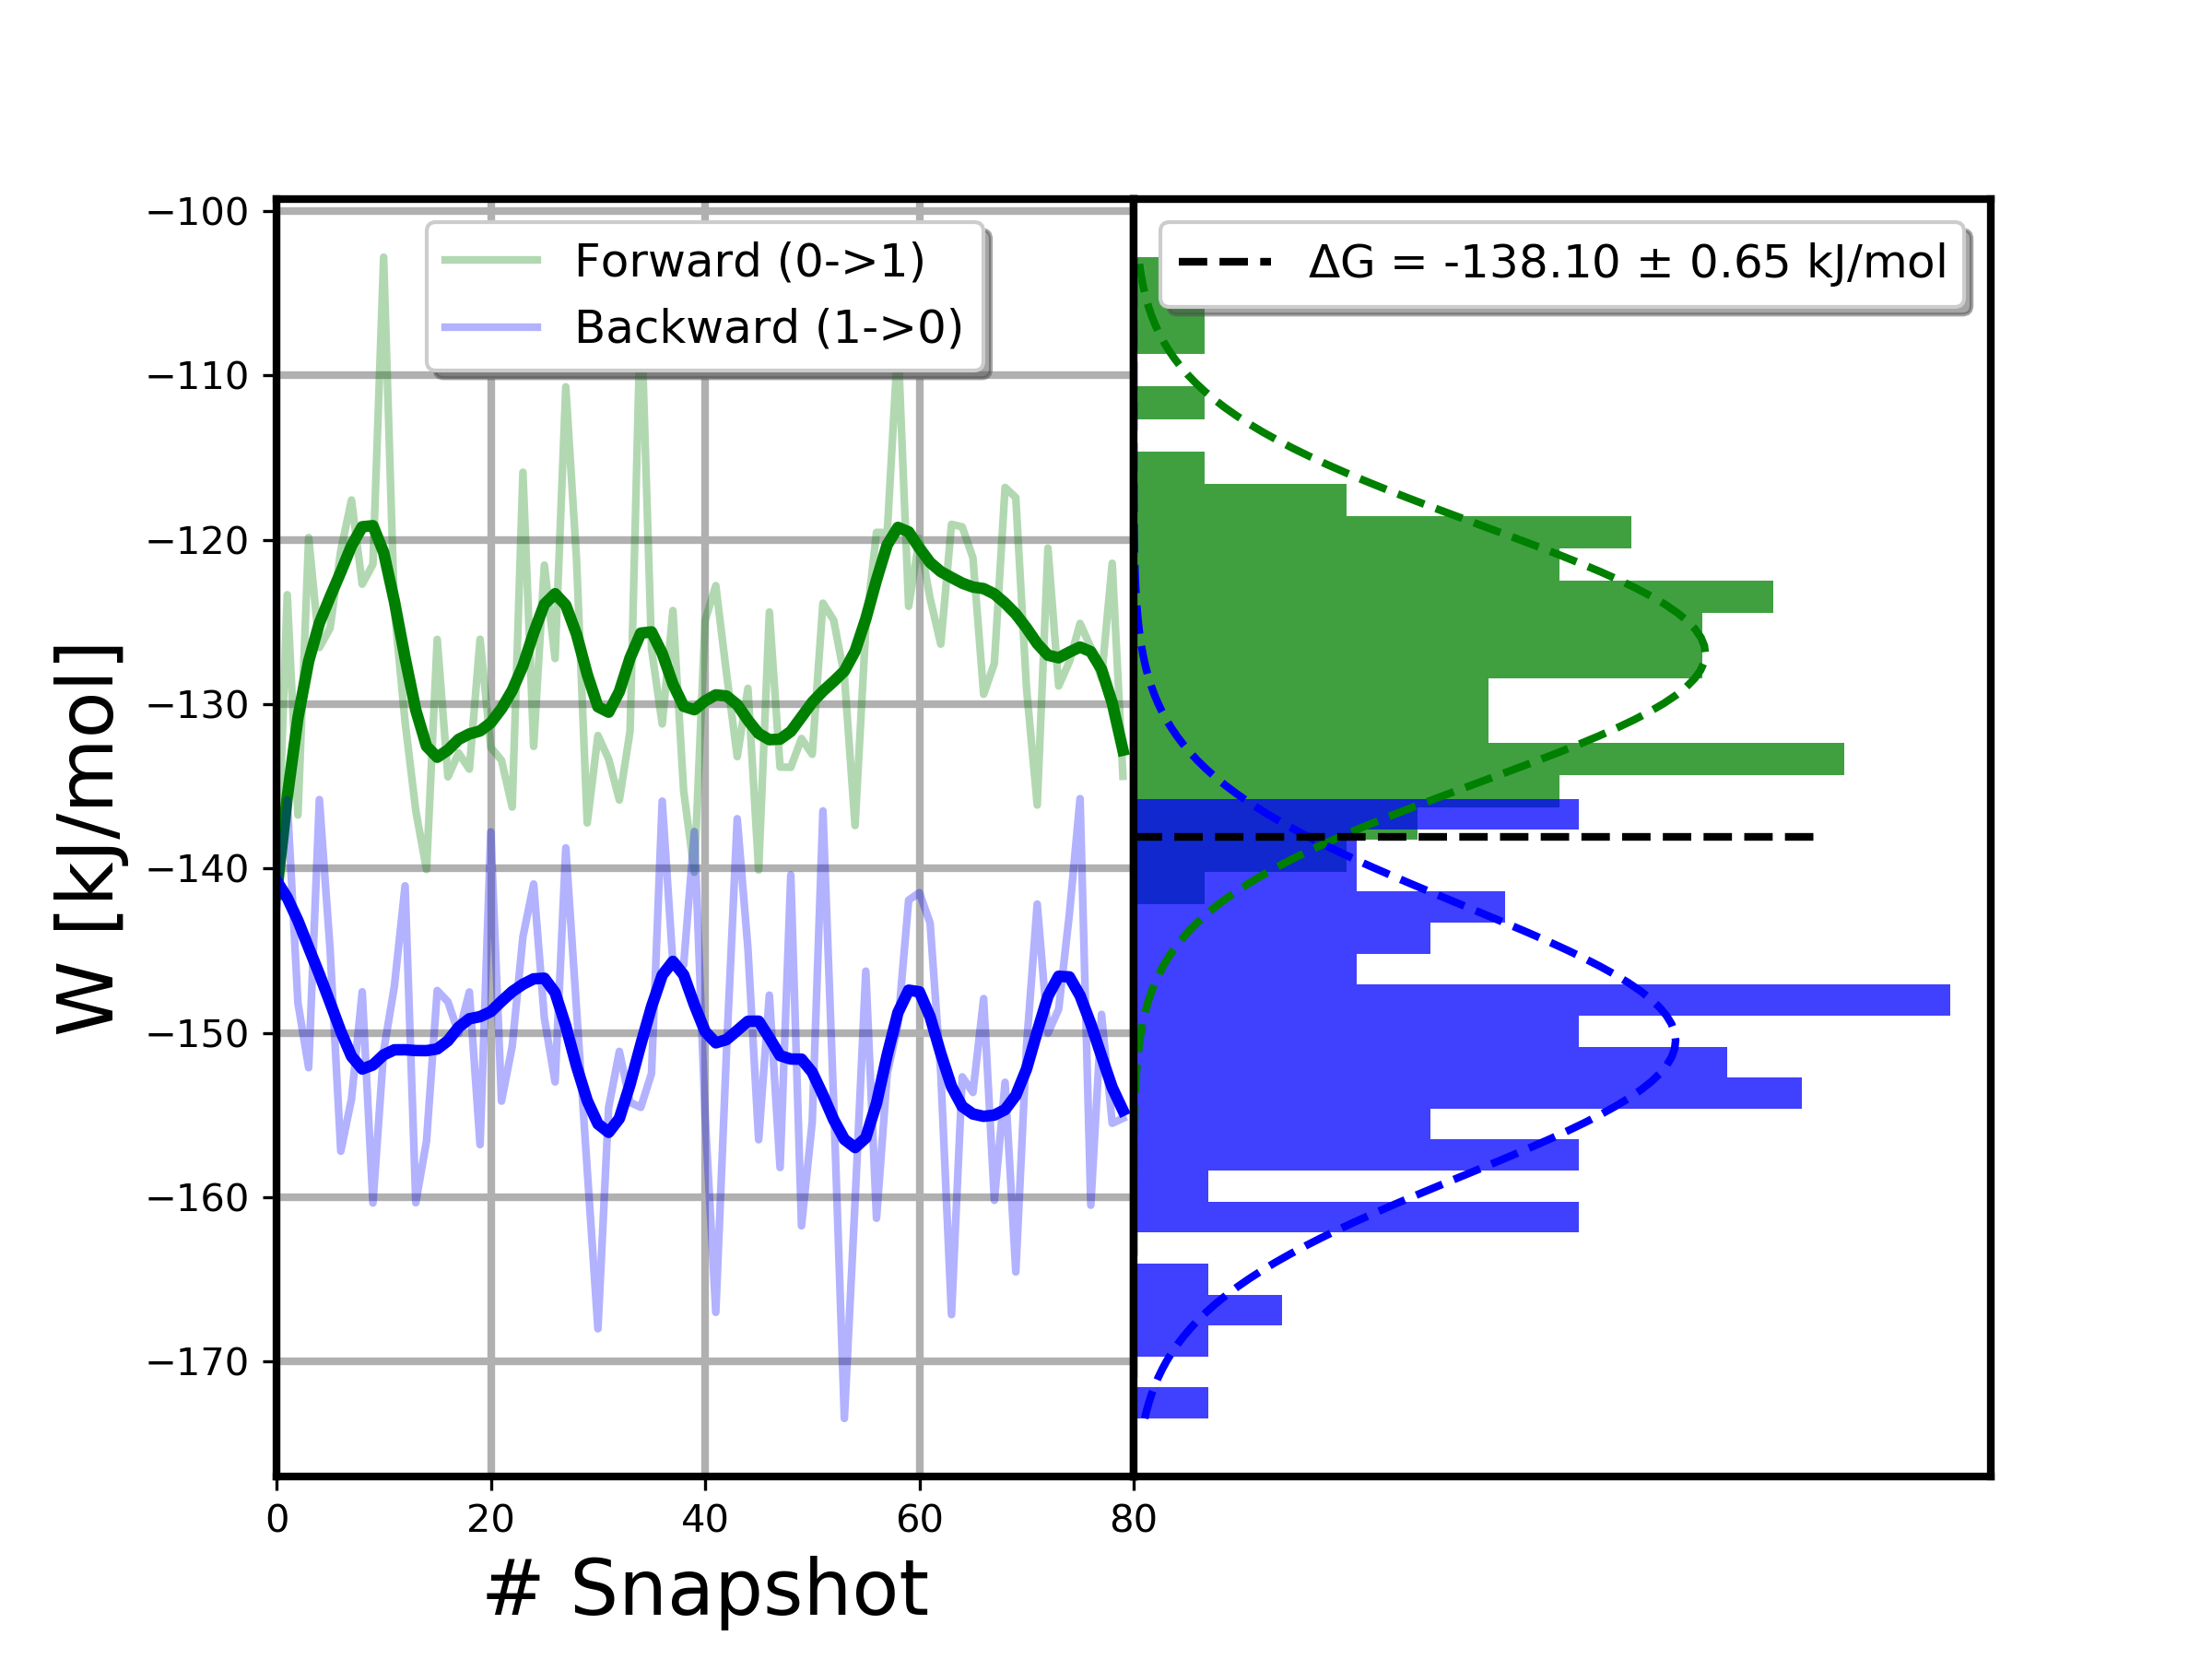 Forward (0->1)
Backward (1->0)
ΔG = -138.10 ± 0.65 kJ/mol
W [kJ/mol]
−100
−110
−120
−130
−140
−150
−160
−170
0 20 40 60 80
# Snapshot